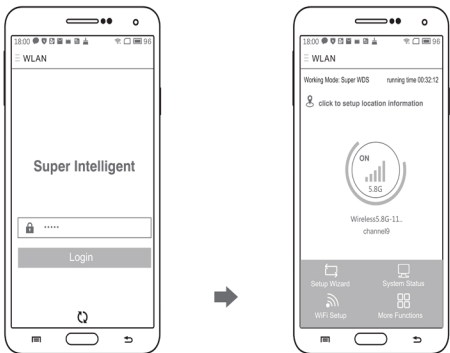 18:00 96
WLAN
Super Intelligent
.....
Login
18:00 96
WLAN
Working Mode: Super WDS running time 00:32:12
click to setup location information
ON
5.8G
Wireless5.8G-11..
channel9
Setup Wizard System Status
WiFi Setup More Functions